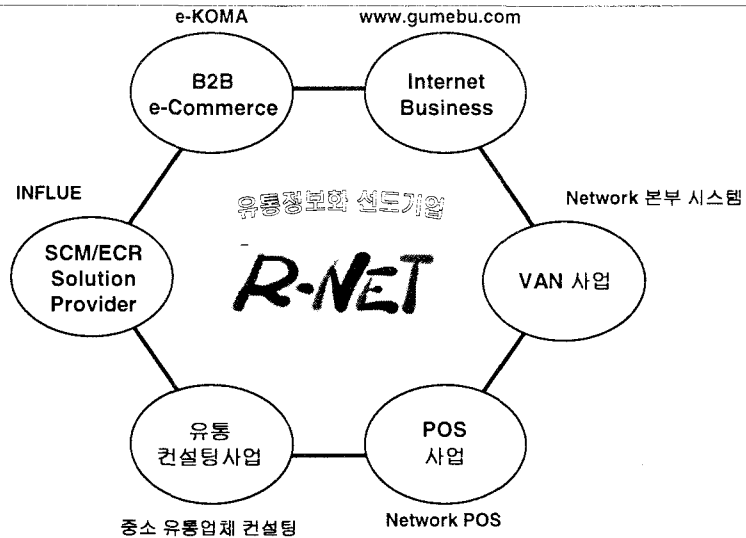 e-KOMA
www.gumebu.com
B2B
e-Commerce
Internet
Business
INFLUE
유통정보화 선도기업
Network 본부 시스템
SCM/ECR
Solution
Provider
R-NET
VAN 사업
유통
컨설팅사업
POS
사업
중소 유통업체 컨설팅
Network POS